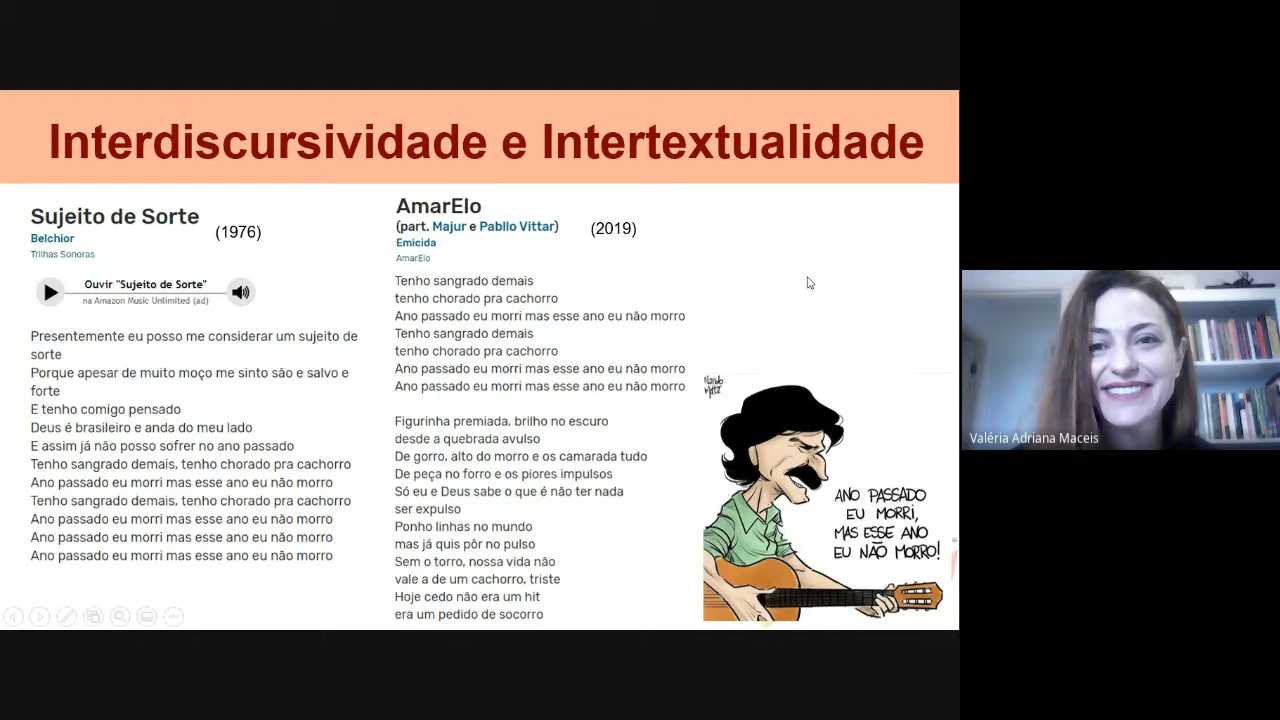 Interdiscursividade e Intertextualidade
Sujeito de Sorte
(1976)
Belchior
Trilhas Sonoras
Ouvir "Sujeito de Sorte"
na Amazon Music Unlimited (ad)
Presentemente eu posso me considerar um sujeito de
sorte
Porque apesar de muito moço me sinto são e salvo e
forte
E tenho comigo pensado
Deus é brasileiro e anda do meu lado
E assim já não posso sofrer no ano passado
Tenho sangrado demais, tenho chorado pra cachorro
Ano passado eu morri mas esse ano eu não morro
Tenho sangrado demais, tenho chorado pra cachorro
Ano passado eu morri mas esse ano eu não morro
Ano passado eu morri mas esse ano eu não morro
Ano passado eu morri mas esse ano eu não morro
AmarElo
(part. Majur e Pabllo Vittar)
(2019)
Emicida
AmarElo
Tenho sangrado demais
tenho chorado pra cachorro
Ano passado eu morri mas esse ano eu não morro
Tenho sangrado demais
tenho chorado pra cachorro
Ano passado eu morri mas esse ano eu não morro
Ano passado eu morri mas esse ano eu não morro
Figurinha premiada, brilho no escuro
desde a quebrada avulso
De gorro, alto do morro e os camarada tudo
De peça no forro e os piores impulsos
Só eu e Deus sabe o que é não ter nada
ser expulso
Ponho linhas no mundo
mas já quis pôr no pulso
Sem o torro, nossa vida não
vale a de um cachorro, triste
Hoje cedo não era um hit
era um pedido de socorro
ANO PASSADO
EU MORRI,
MAS ESSE ANO
EU NÃO MORRO!
Valéria Adriana Maceis